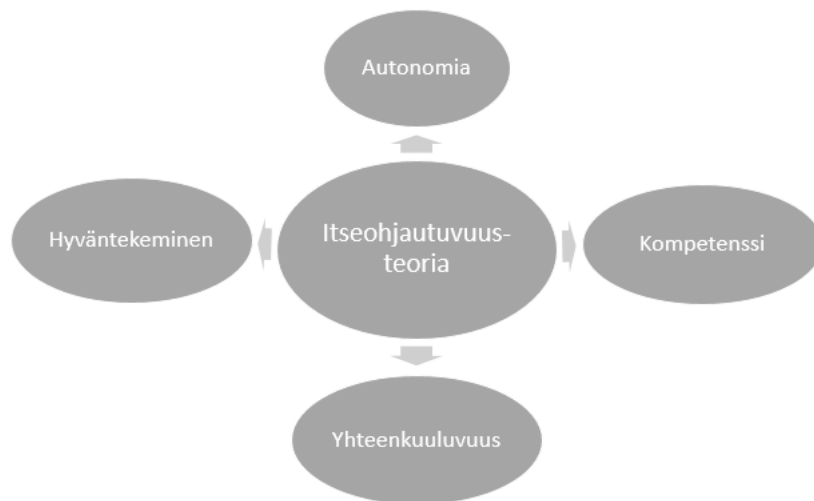 Autonomia
Hyväntekeminen
Itseohjautuvuus-
teoria
Kompetenssi
Yhteenkuuluvuus